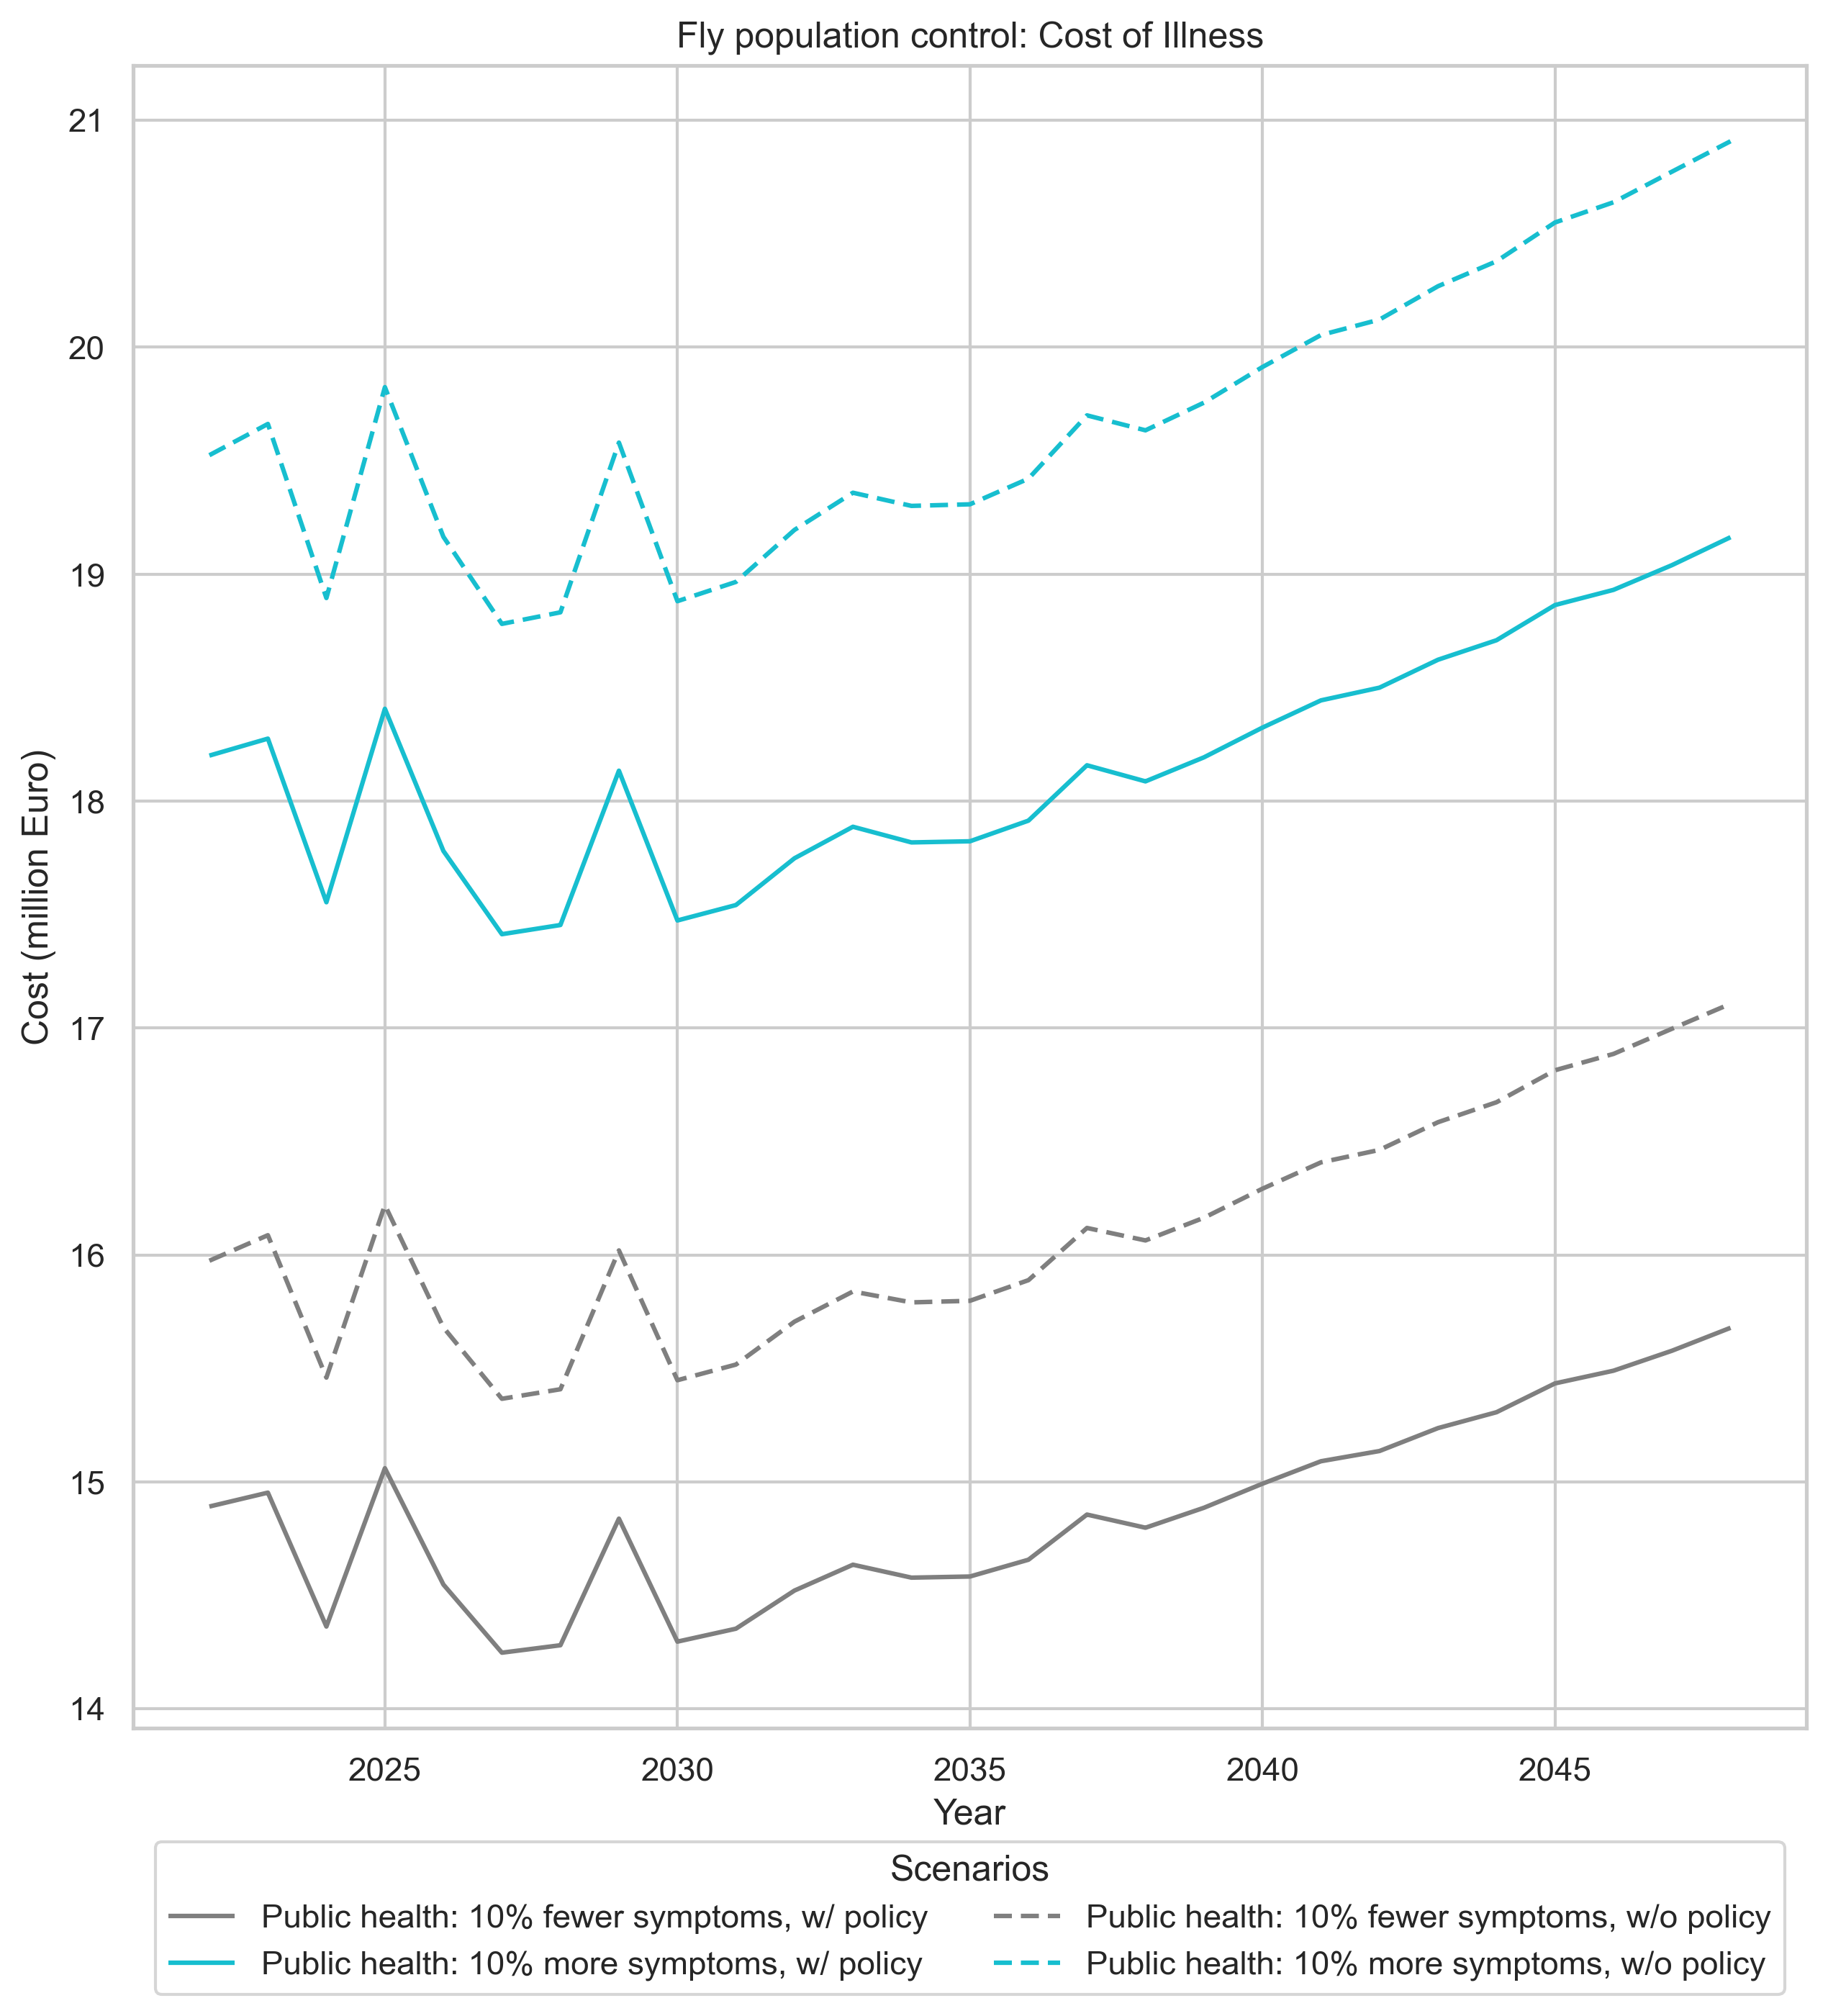 Fly population control: Cost of Illness
Cost (million Euro)
21
20
19
18
17
16
15
14
2025 2030 2035 2040 2045
Year
Scenarios
Public health: 10% fewer symptoms, w/ policy Public health: 10% fewer symptoms, w/o policy
Public health: 10% more symptoms, w/ policy Public health: 10% more symptoms, w/o policy